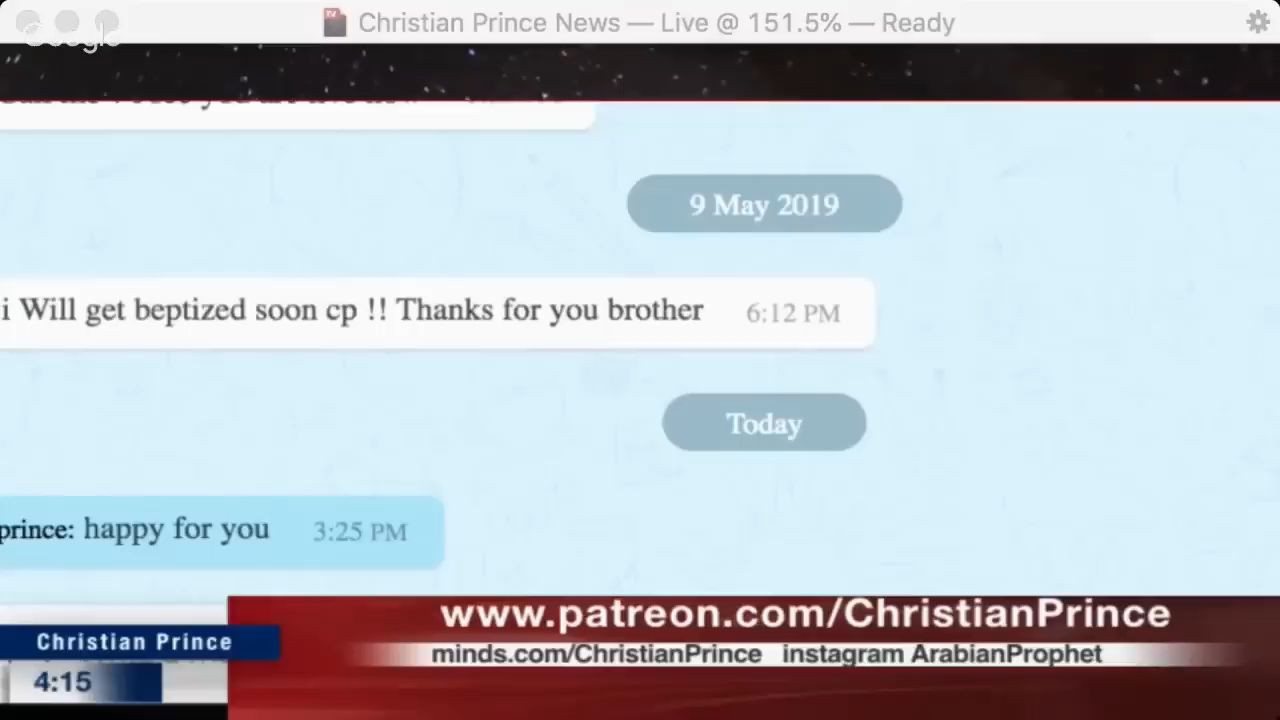 Christian Prince News — Live @ 151.5% — Ready
Google
9 May 2019
i Will get beptized soon cp !! Thanks for you brother 6:12 PM
Today
prince: happy for you 3:25 PM
www.patreon.com/ChristianPrince
Christian Prince
minds.com/ChristianPrince instagram ArabianProphet
4:15